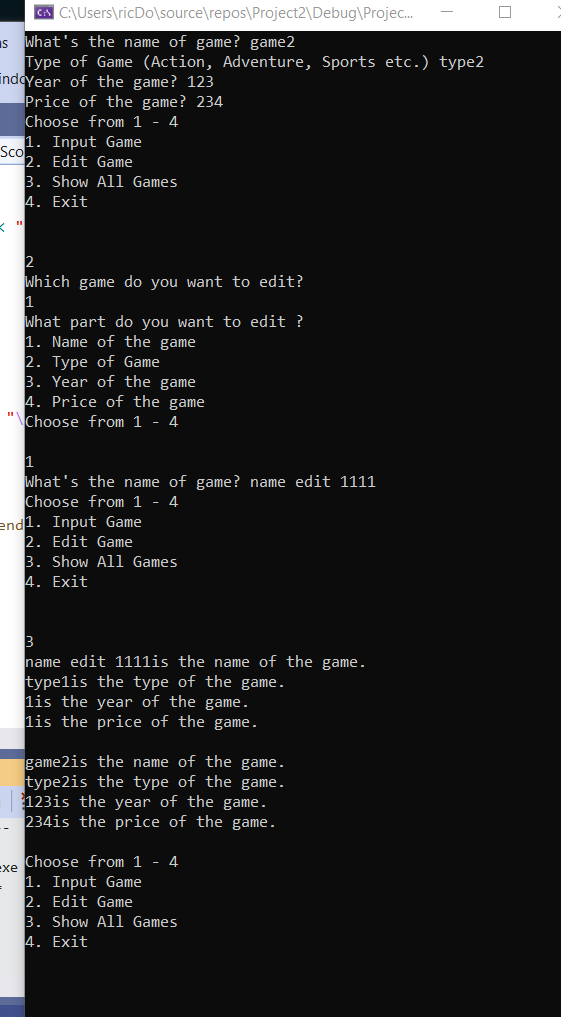 C:\Users\ricDo\source\repos\Project2\Debug\Projec...
What's the name of game? game2
Type of Game (Action, Adventure, Sports etc.) type2
Year of the game? 123
Price of the game? 234
Choose from 1 - 4
1. Input Game
2. Edit Game
3. Show All Games
4. Exit
2
Which game do you want to edit?
1
What part do you want to edit ?
1. Name of the game
2. Type of Game
3. Year of the game
4. Price of the game
Choose from 1 - 4
1
What's the name of game? name edit 1111
Choose from 1 - 4
1. Input Game
2. Edit Game
3. Show All Games
4. Exit
3
name edit 1111is the name of the game.
type1is the type of the game.
1is the year of the game.
1is the price of the game.
game2is the name of the game.
type2is the type of the game.
123is the year of the game.
234is the price of the game.
Choose from 1 - 4
1. Input Game
2. Edit Game
3. Show All Games
4. Exit